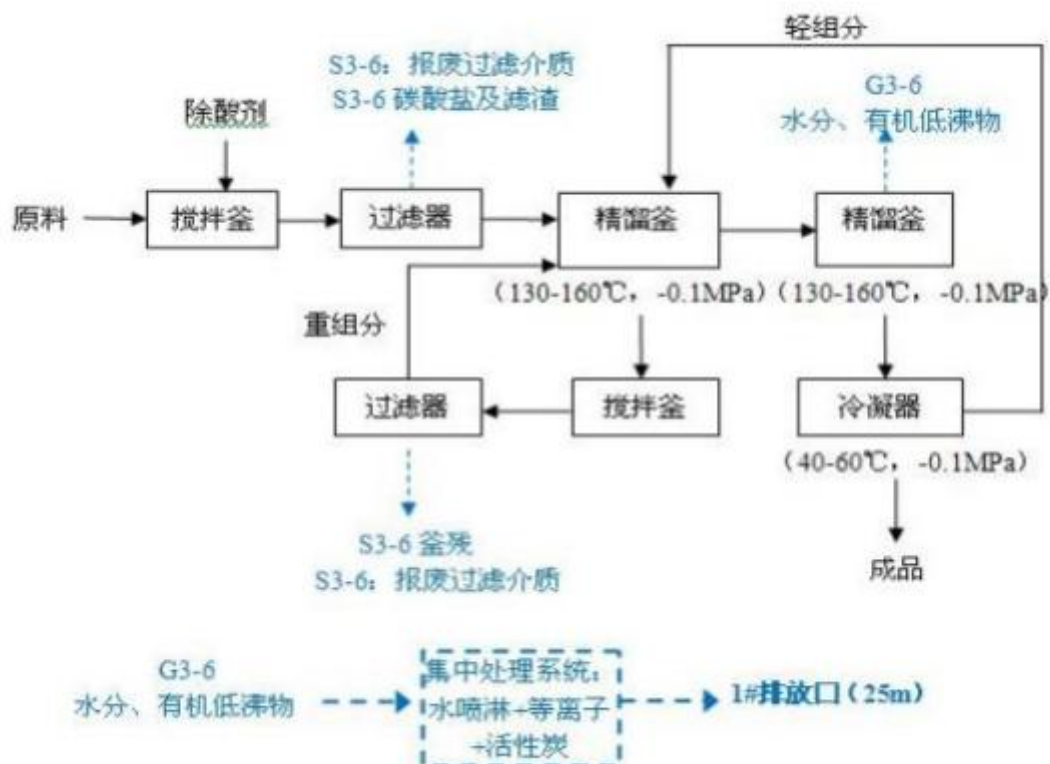 轻组分
S3-6：报废过滤介质
S3-6 碳酸盐及滤渣
G3-6
水分、有机低沸物
除酸剂
原料
搅拌釜
过滤器
精馏釜
精馏釜
(130-160℃，-0.1MPa)
(130-160℃，-0.1MPa)
重组分
过滤器
搅拌釜
冷凝器
(40-60℃，-0.1MPa)
S3-6 釜残
S3-6：报废过滤介质
成品
G3-6
水分、有机低沸物
集中处理系统：
水喷淋+等离子
+活性炭
1#排放口（25m）